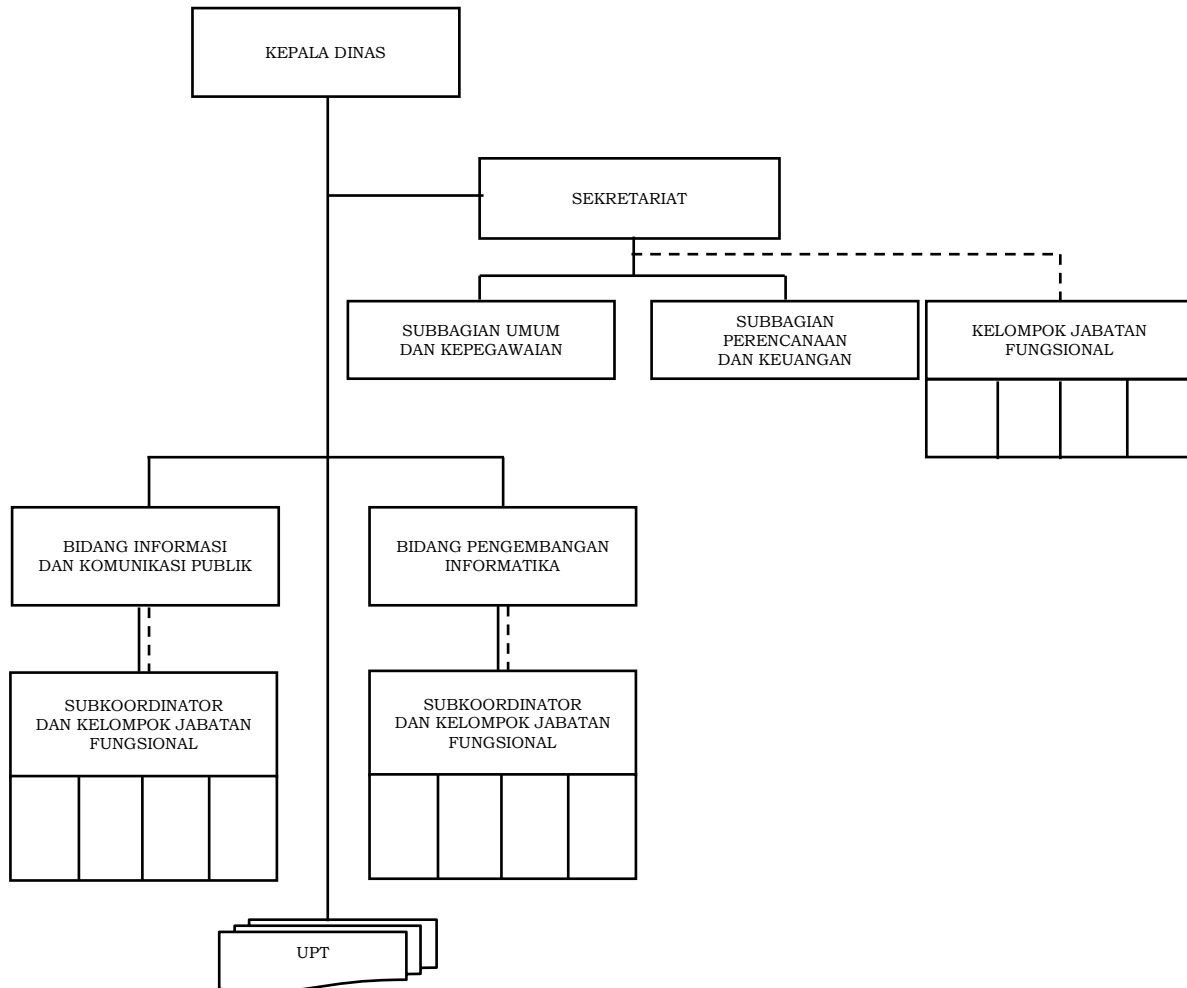 KEPALA DINAS
SEKRETARIAT
SUBBAGIAN UMUM
DAN KEPEGAWAIAN
SUBBAGIAN
PERENCANAAN
DAN KEUANGAN
KELOMPOK JABATAN
FUNGSIONAL
BIDANG INFORMASI
DAN KOMUNIKASI PUBLIK
BIDANG PENGEMBANGAN
INFORMATIKA
SUBKOORDINATOR
DAN KELOMPOK JABATAN
FUNGSIONAL
SUBKOORDINATOR
DAN KELOMPOK JABATAN
FUNGSIONAL
UPT